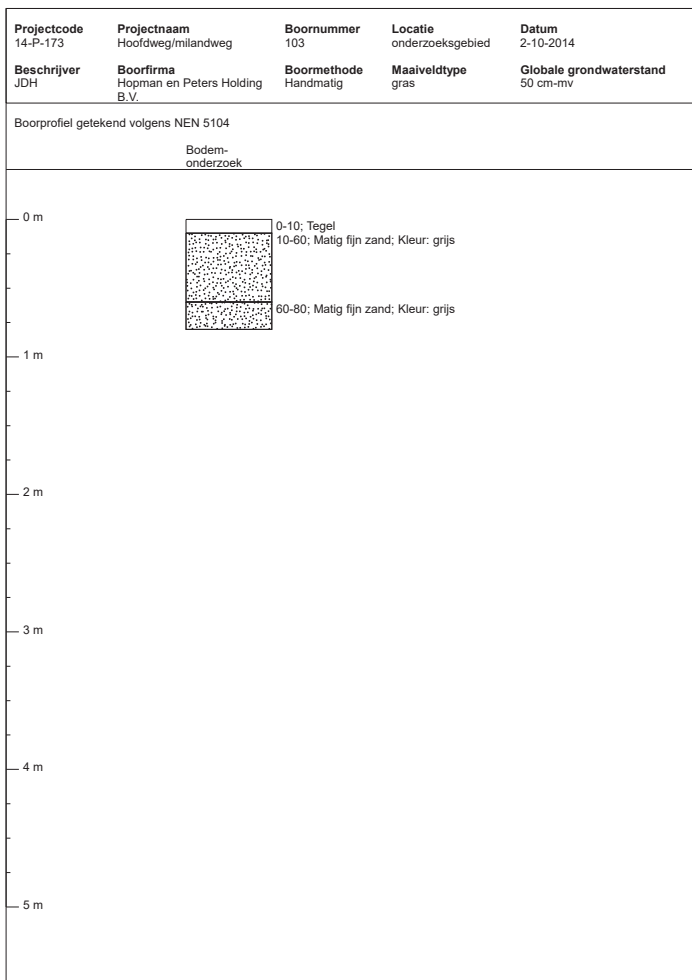 Projectcode Projectnaam Boornummer Locatie Datum
14-P-173 Hoofdweg/milandweg 103 onderzoeksgebied 2-10-2014
Beschrijver Boorfirma Boormethode Maaiveldtype Globale grondwaterstand
JDH Hopman en Peters Holding Handmatig gras 50 cm-mv
B.V.
Boorprofiel getekend volgens NEN 5104
Bodem-
onderzoek
0 m
0-10; Tegel
10-60; Matig fijn zand; Kleur: grijs
60-80; Matig fijn zand; Kleur: grijs
1 m
2 m
3 m
4 m
5 m